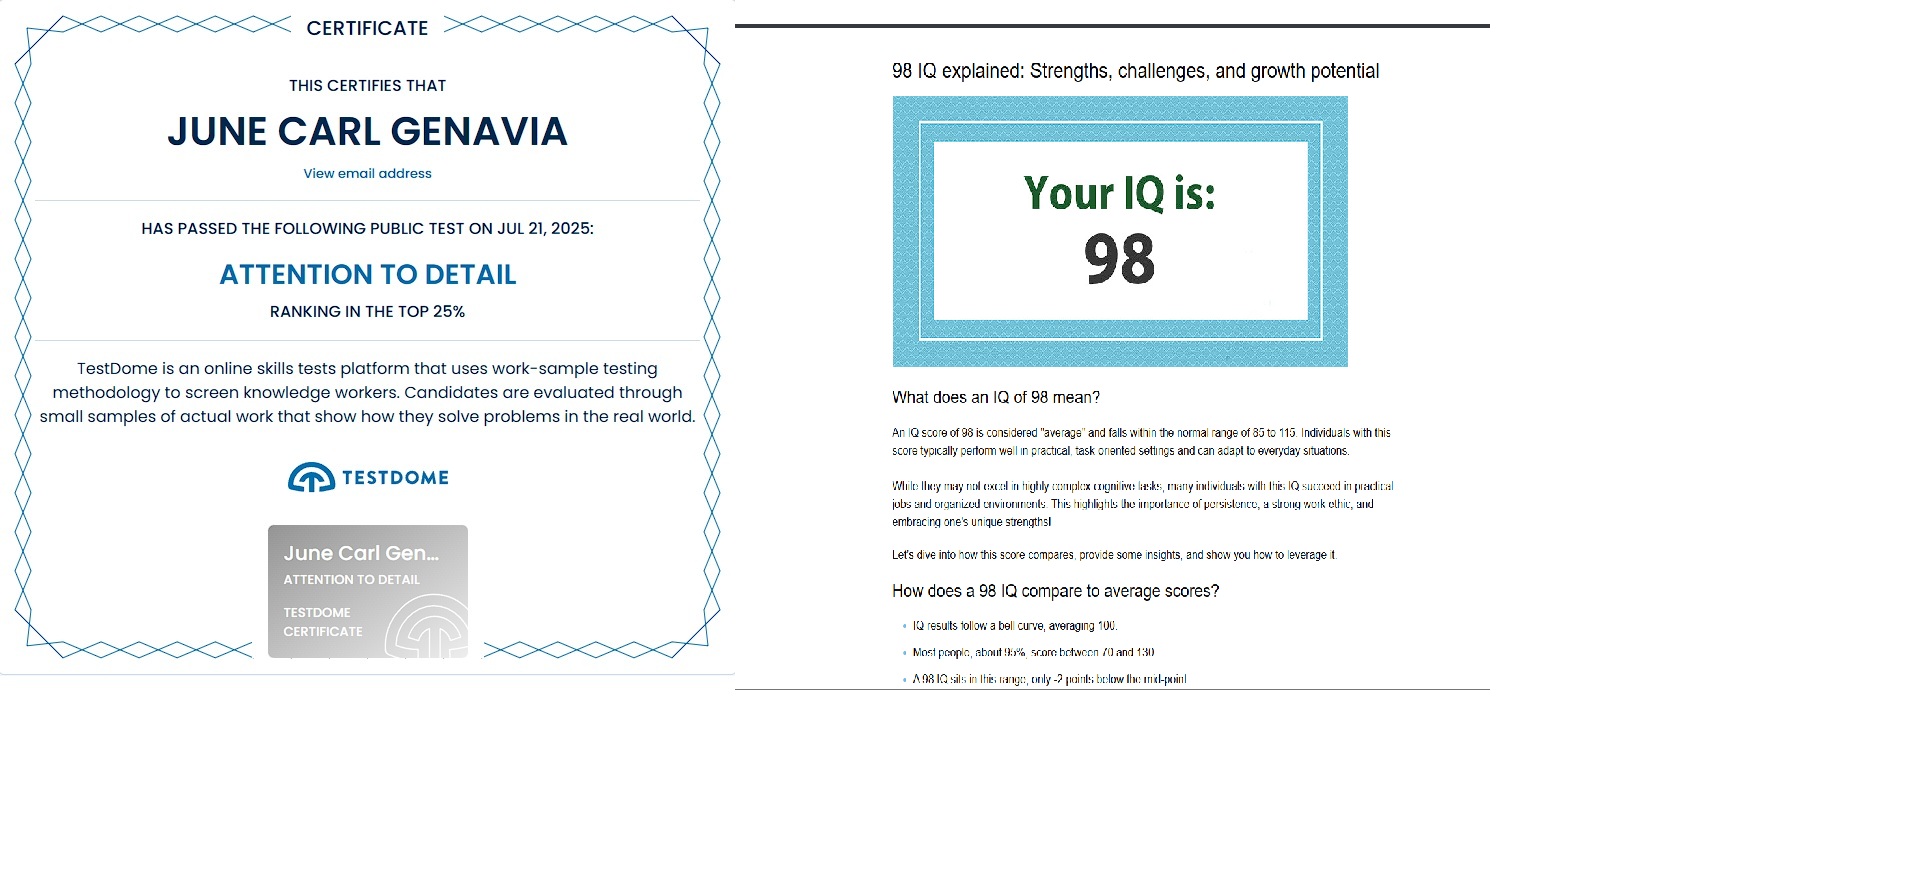 CERTIFICATE
THIS CERTIFIES THAT
JUNE CARL GENAVIA
View email address
HAS PASSED THE FOLLOWING PUBLIC TEST ON JUL 21, 2025:
ATTENTION TO DETAIL
RANKING IN THE TOP 25%
TestDome is an online skills tests platform that uses work-sample testing
methodology to screen knowledge workers. Candidates are evaluated through
small samples of actual work that show how they solve problems in the real world.
TESTDOME
June Carl Gen...
ATTENTION TO DETAIL
TESTDOME
CERTIFICATE
98 IQ explained: Strengths, challenges, and growth potential
Your IQ is:
98
What does an IQ of 98 mean?
An IQ score of 98 is considered "average" and falls within the normal range of 85 to 115. Individuals with this
score typically perform well in practical, task oriented settings and can adapt to everyday situations.
While they may not excel in highly complex cognitive tasks, many individuals with this IQ succeed in practical
jobs and organized environments. This highlights the importance of persistence, a strong work ethic, and
embracing one's unique strengths!
Let's dive into how this score compares, provide some insights, and show you how to leverage it.
How does a 98 IQ compare to average scores?
• IQ results follow a bell curve, averaging 100.
• Most people, about 95%, score between 70 and 130
• A 98 IQ sits in this range, only -2 points below the mid-point